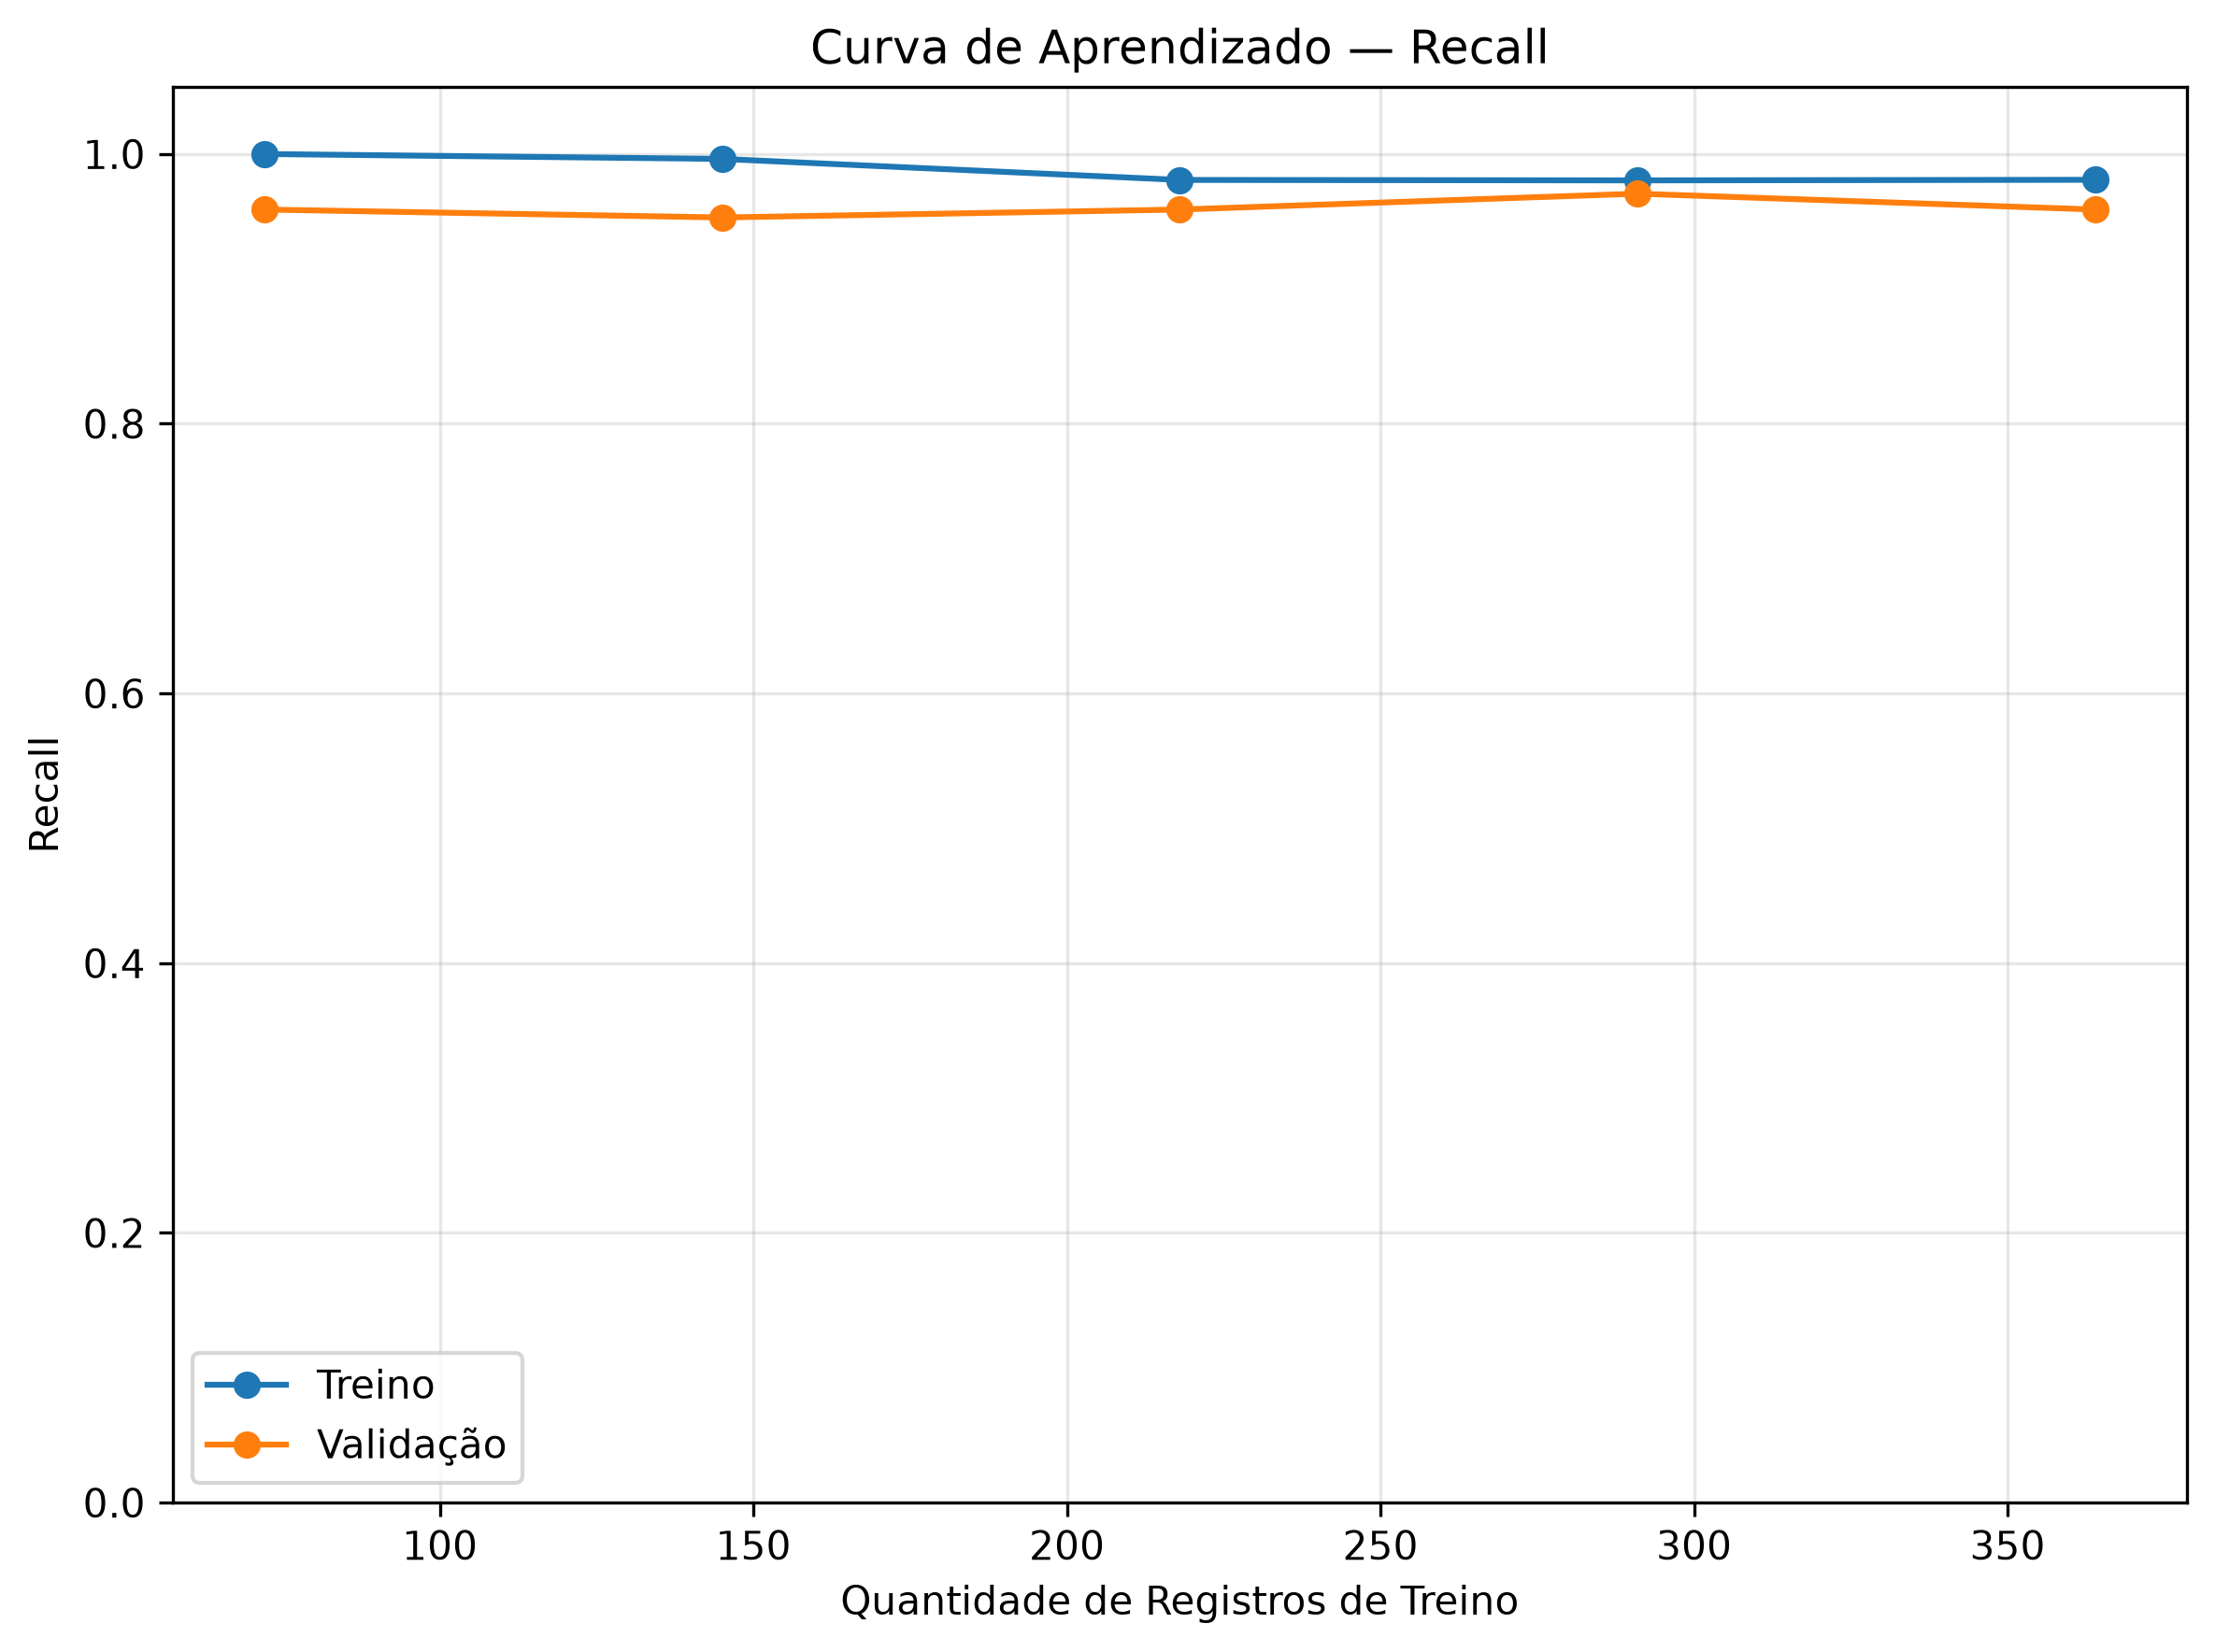 Curva de Aprendizado — Recall
1.0
0.8
0.6
0.4
0.2
0.0
Recall
Treino
Validação
100 150 200 250 300 350
Quantidade de Registros de Treino